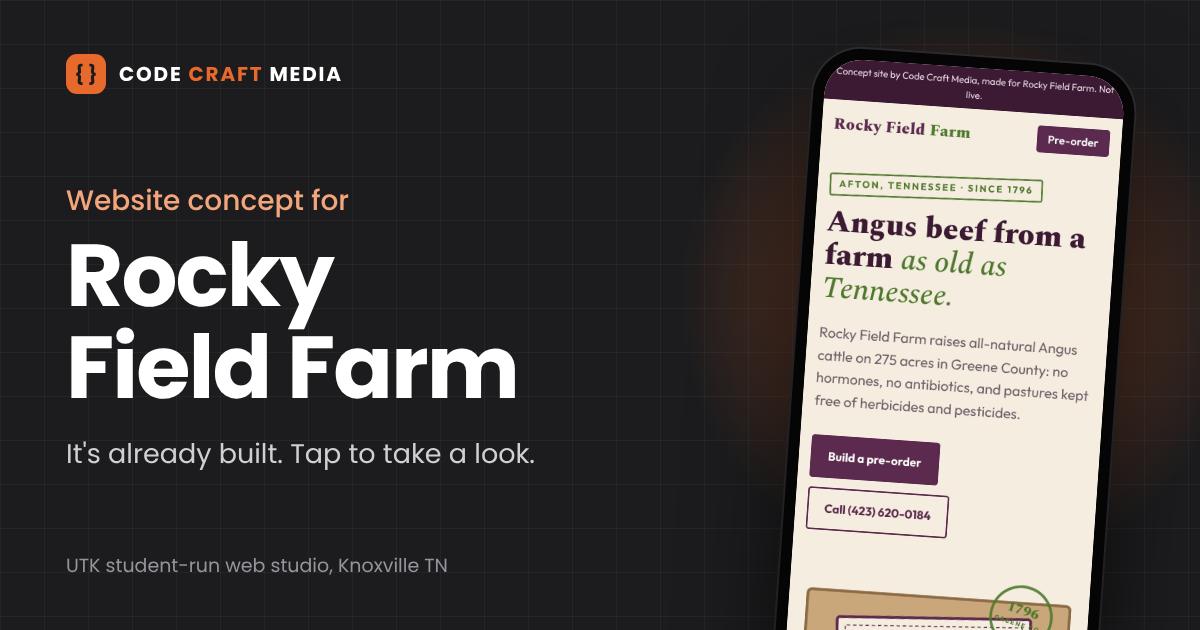 { } CODE CRAFT MEDIA
Website concept for
Rocky
Field Farm
It's already built. Tap to take a look.
UTK student-run web studio, Knoxville TN
Concept site by Code Craft Media, made for Rocky Field Farm. Not
live.
Rocky Field Farm
Pre-order
AFTON, TENNESSEE · SINCE 1796
Angus beef from a
farm as old as
Tennessee.
Rocky Field Farm raises all-natural Angus
cattle on 275 acres in Greene County: no
hormones, no antibiotics, and pastures kept
free of herbicides and pesticides.
Build a pre-order
Call (423) 620-0184
1796